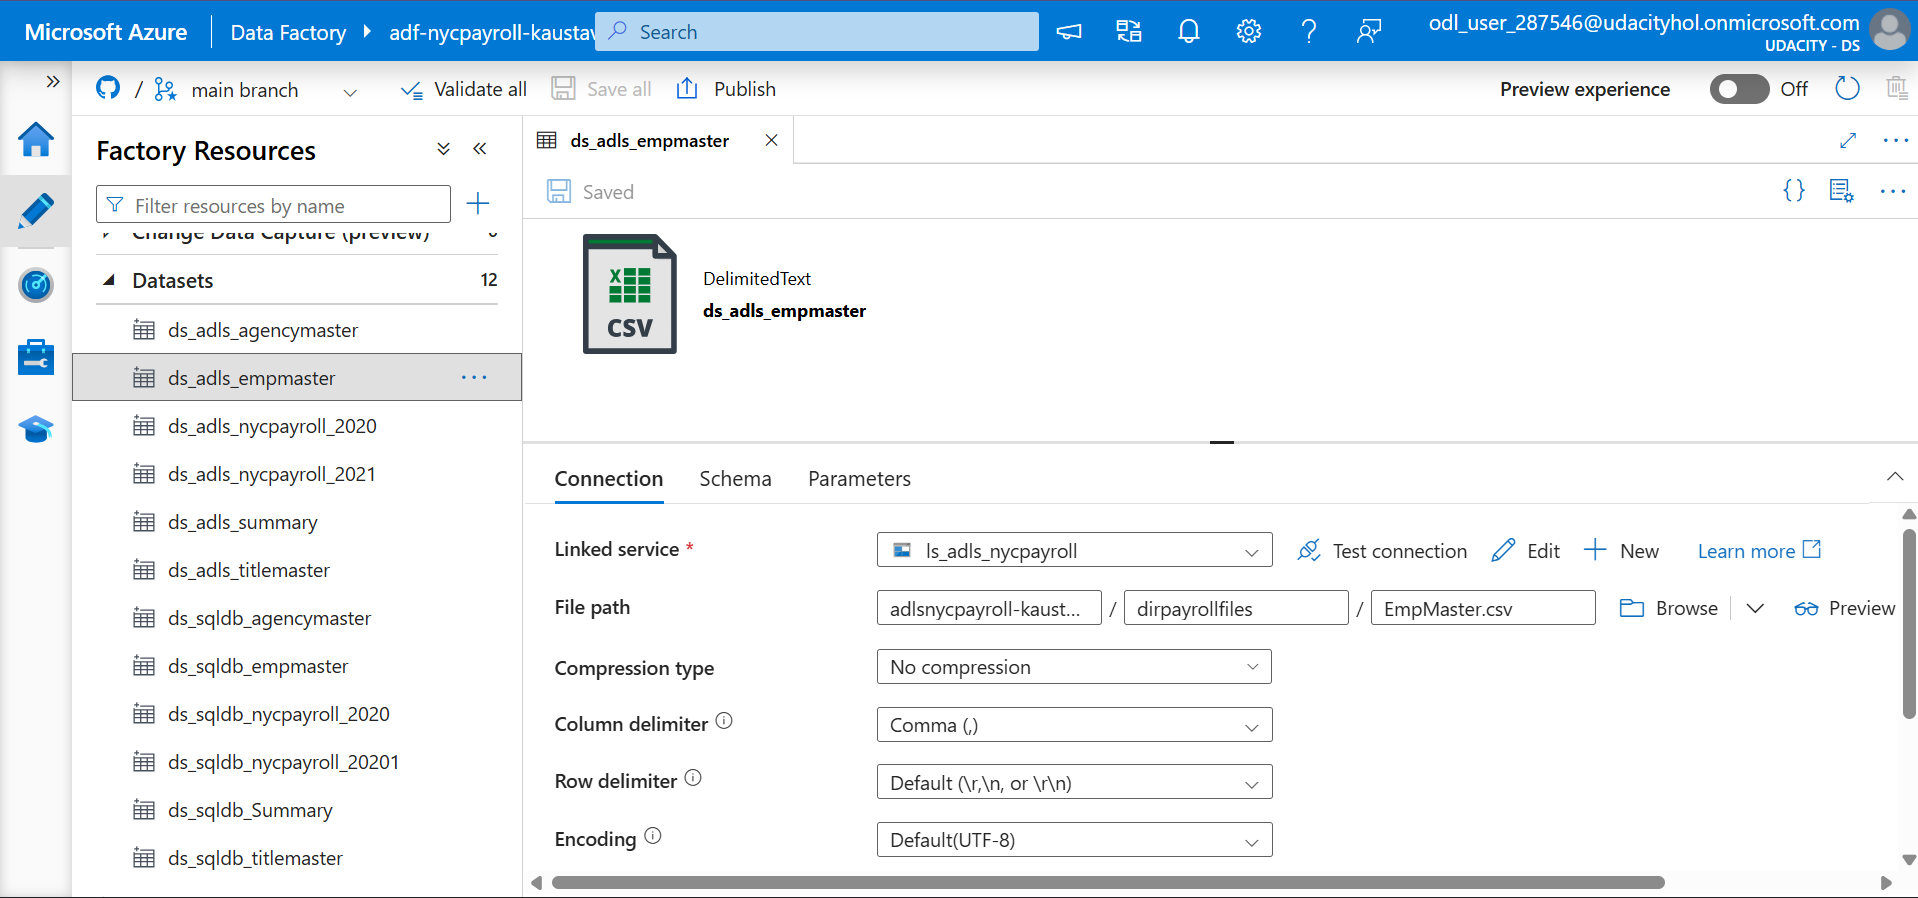 Microsoft Azure
Data Factory
adf-nycpayroll-kaustav
Search
odl_user_287546@udacityhol.onmicrosoft.com
UDACITY - DS
/
main branch
Validate all
Save all
Publish
Preview experience
Off
Factory Resources
Filter resources by name
Change Data Capture (preview)
Datasets
12
ds_adls_agencymaster
ds_adls_empmaster
ds_adls_nycpayroll_2020
ds_adls_nycpayroll_2021
ds_adls_summary
ds_adls_titlemaster
ds_sqldb_agencymaster
ds_sqldb_empmaster
ds_sqldb_nycpayroll_2020
ds_sqldb_nycpayroll_20201
ds_sqldb_Summary
ds_sqldb_titlemaster
ds_adls_empmaster
Saved
{}
X
CSV
DelimitedText
ds_adls_empmaster
Connection
Schema
Parameters
Linked service *
ls_adls_nycpayroll
Test connection
Edit
New
Learn more
File path
adlsnycpayroll-kaust...
/
dirpayrollfiles
/
EmpMaster.csv
Browse
Preview
Compression type
No compression
Column delimiter
Comma (,)
Row delimiter
Default (\r,\n, or \r\n)
Encoding
Default(UTF-8)